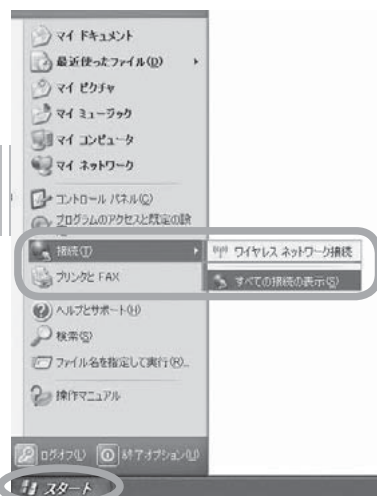 マイ ドキュメント
最近使ったファイル(D)
マイ ピクチャ
マイ ミュージック
マイ コンピュータ
マイ ネットワーク
コントロール パネル(C)
プログラムのアクセスと既定の設
接続(T)
ワイヤレス ネットワーク接続
プリンタと FAX
すべての接続の表示(S)
ヘルプとサポート(H)
検索(S)
ファイル名を指定して実行(R)...
操作マニュアル
ログオフ(L)
終了オプション(U)
スタート